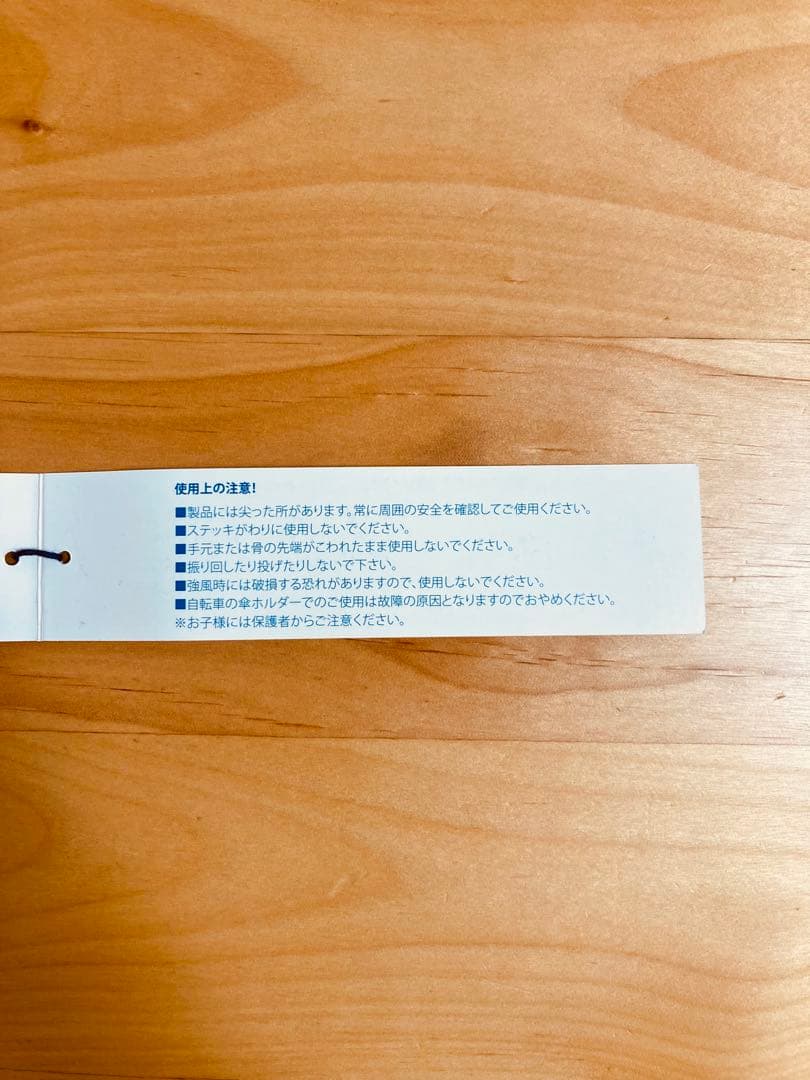 使用上の注意!
■製品には尖った所があります。常に周囲の安全を確認してご使用ください。
■ステッキがわりに使用しないでください。
■手元または骨の先端がこわれたまま使用しないでください。
■振り回したり投げたりしないで下さい。
■強風時には破損する恐れがありますので、使用しないでください。
■自転車の傘ホルダーでのご使用は故障の原因となりますのでおやめください。
※お子様には保護者からご注意ください。